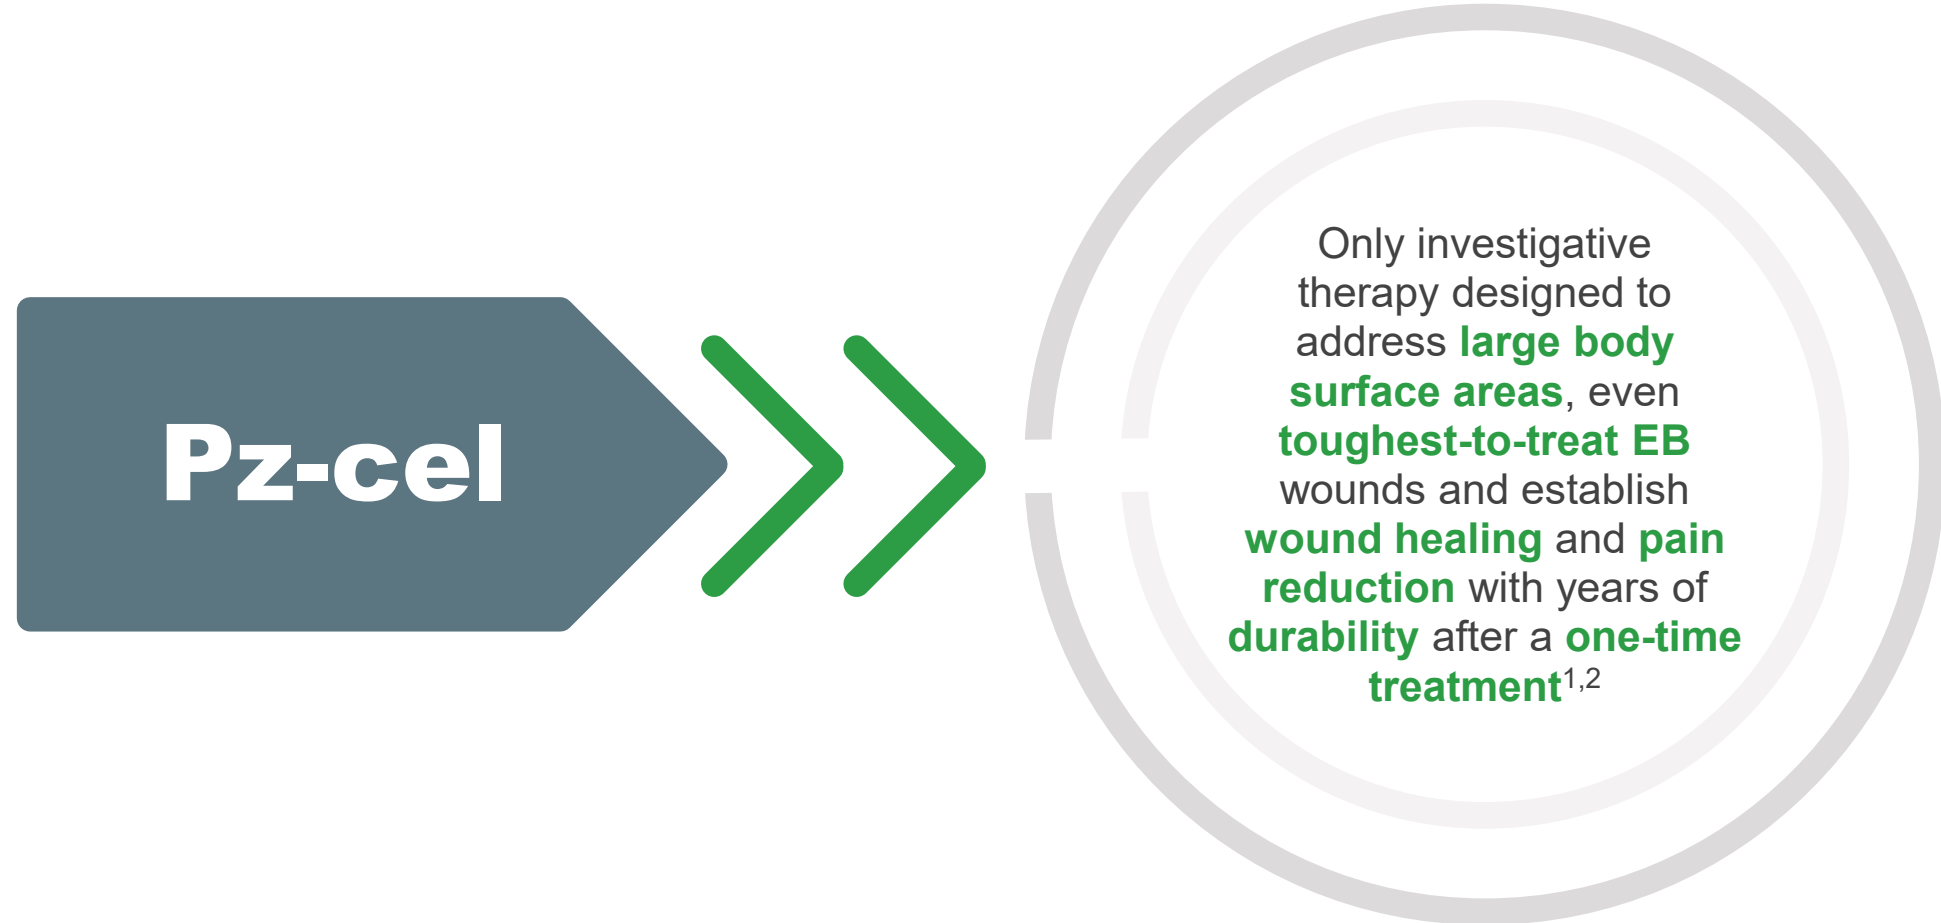 Pz-cel
Only investigative
therapy designed to
address large body
surface areas, even
toughest-to-treat EB
wounds and establish
wound healing and pain
reduction with years of
durability after a one-time
treatment1,2